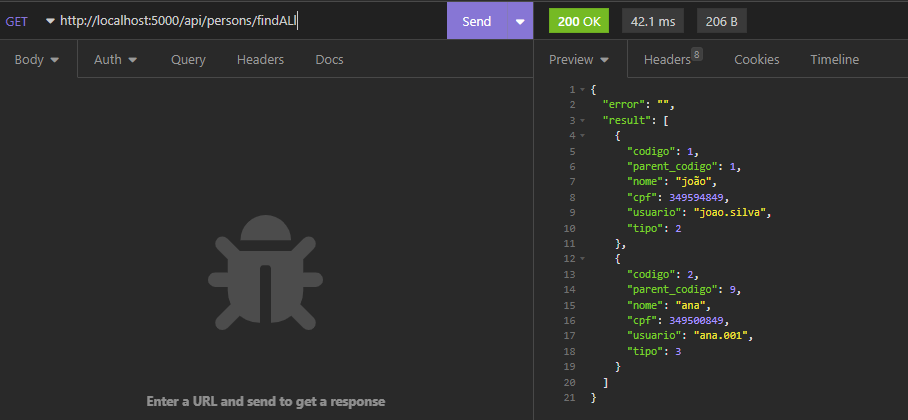 GET http://localhost:5000/api/persons/findALl Send 200 OK 42.1 ms 206 B
Body Auth Query Headers Docs Preview Headers 8 Cookies Timeline
1 {
2 "error": "",
3 "result": [
4 {
5 "codigo": 1,
6 "parent_codigo": 1,
7 "nome": "joão",
8 "cpf": 349594849,
9 "usuario": "joao.silva",
10 "tipo": 2
11 },
12 {
13 "codigo": 2,
14 "parent_codigo": 9,
15 "nome": "ana",
16 "cpf": 349500849,
17 "usuario": "ana.001",
18 "tipo": 3
19 }
20 ]
21 }
Enter a URL and send to get a response